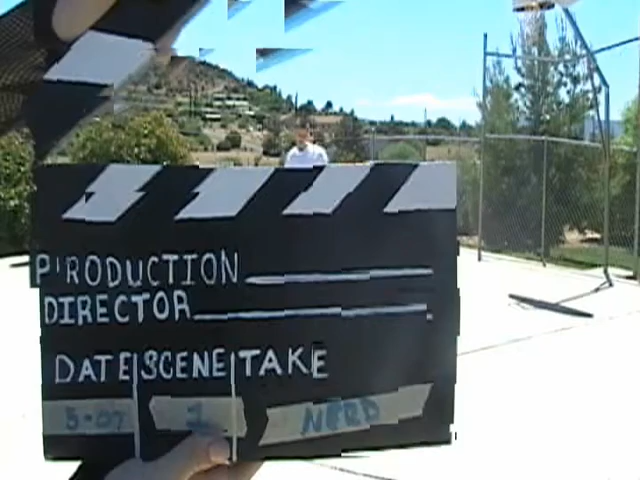 PRODUCTION
DIRECTOR
DATE SCENE TAKE
5-07 1 NERD